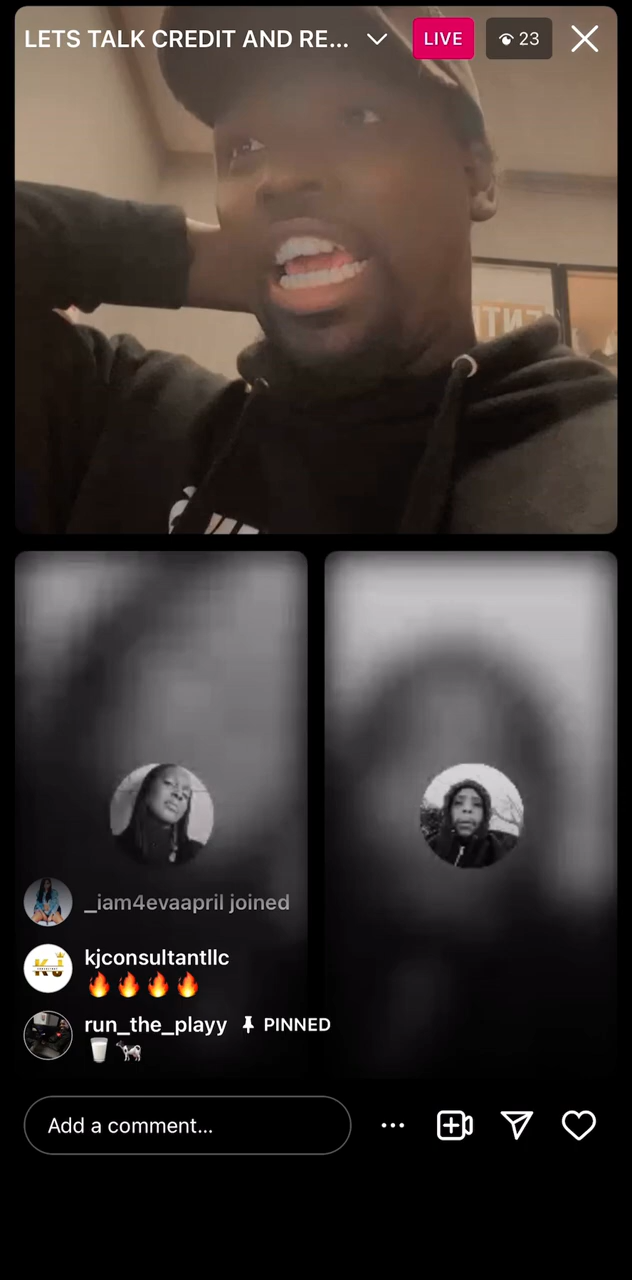 LETS TALK CREDIT AND RE...
LIVE
23
_iam4evaapril joined
kjconsultantllc
run_the_playy PINNED
Add a comment...